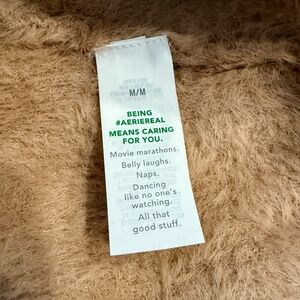 M/M
BEING
#AERIEREAL
MEANS CARING
FOR YOU.
Movie marathons.
Belly laughs.
Naps.
Dancing
like no one's
watching.
All that
good stuff.